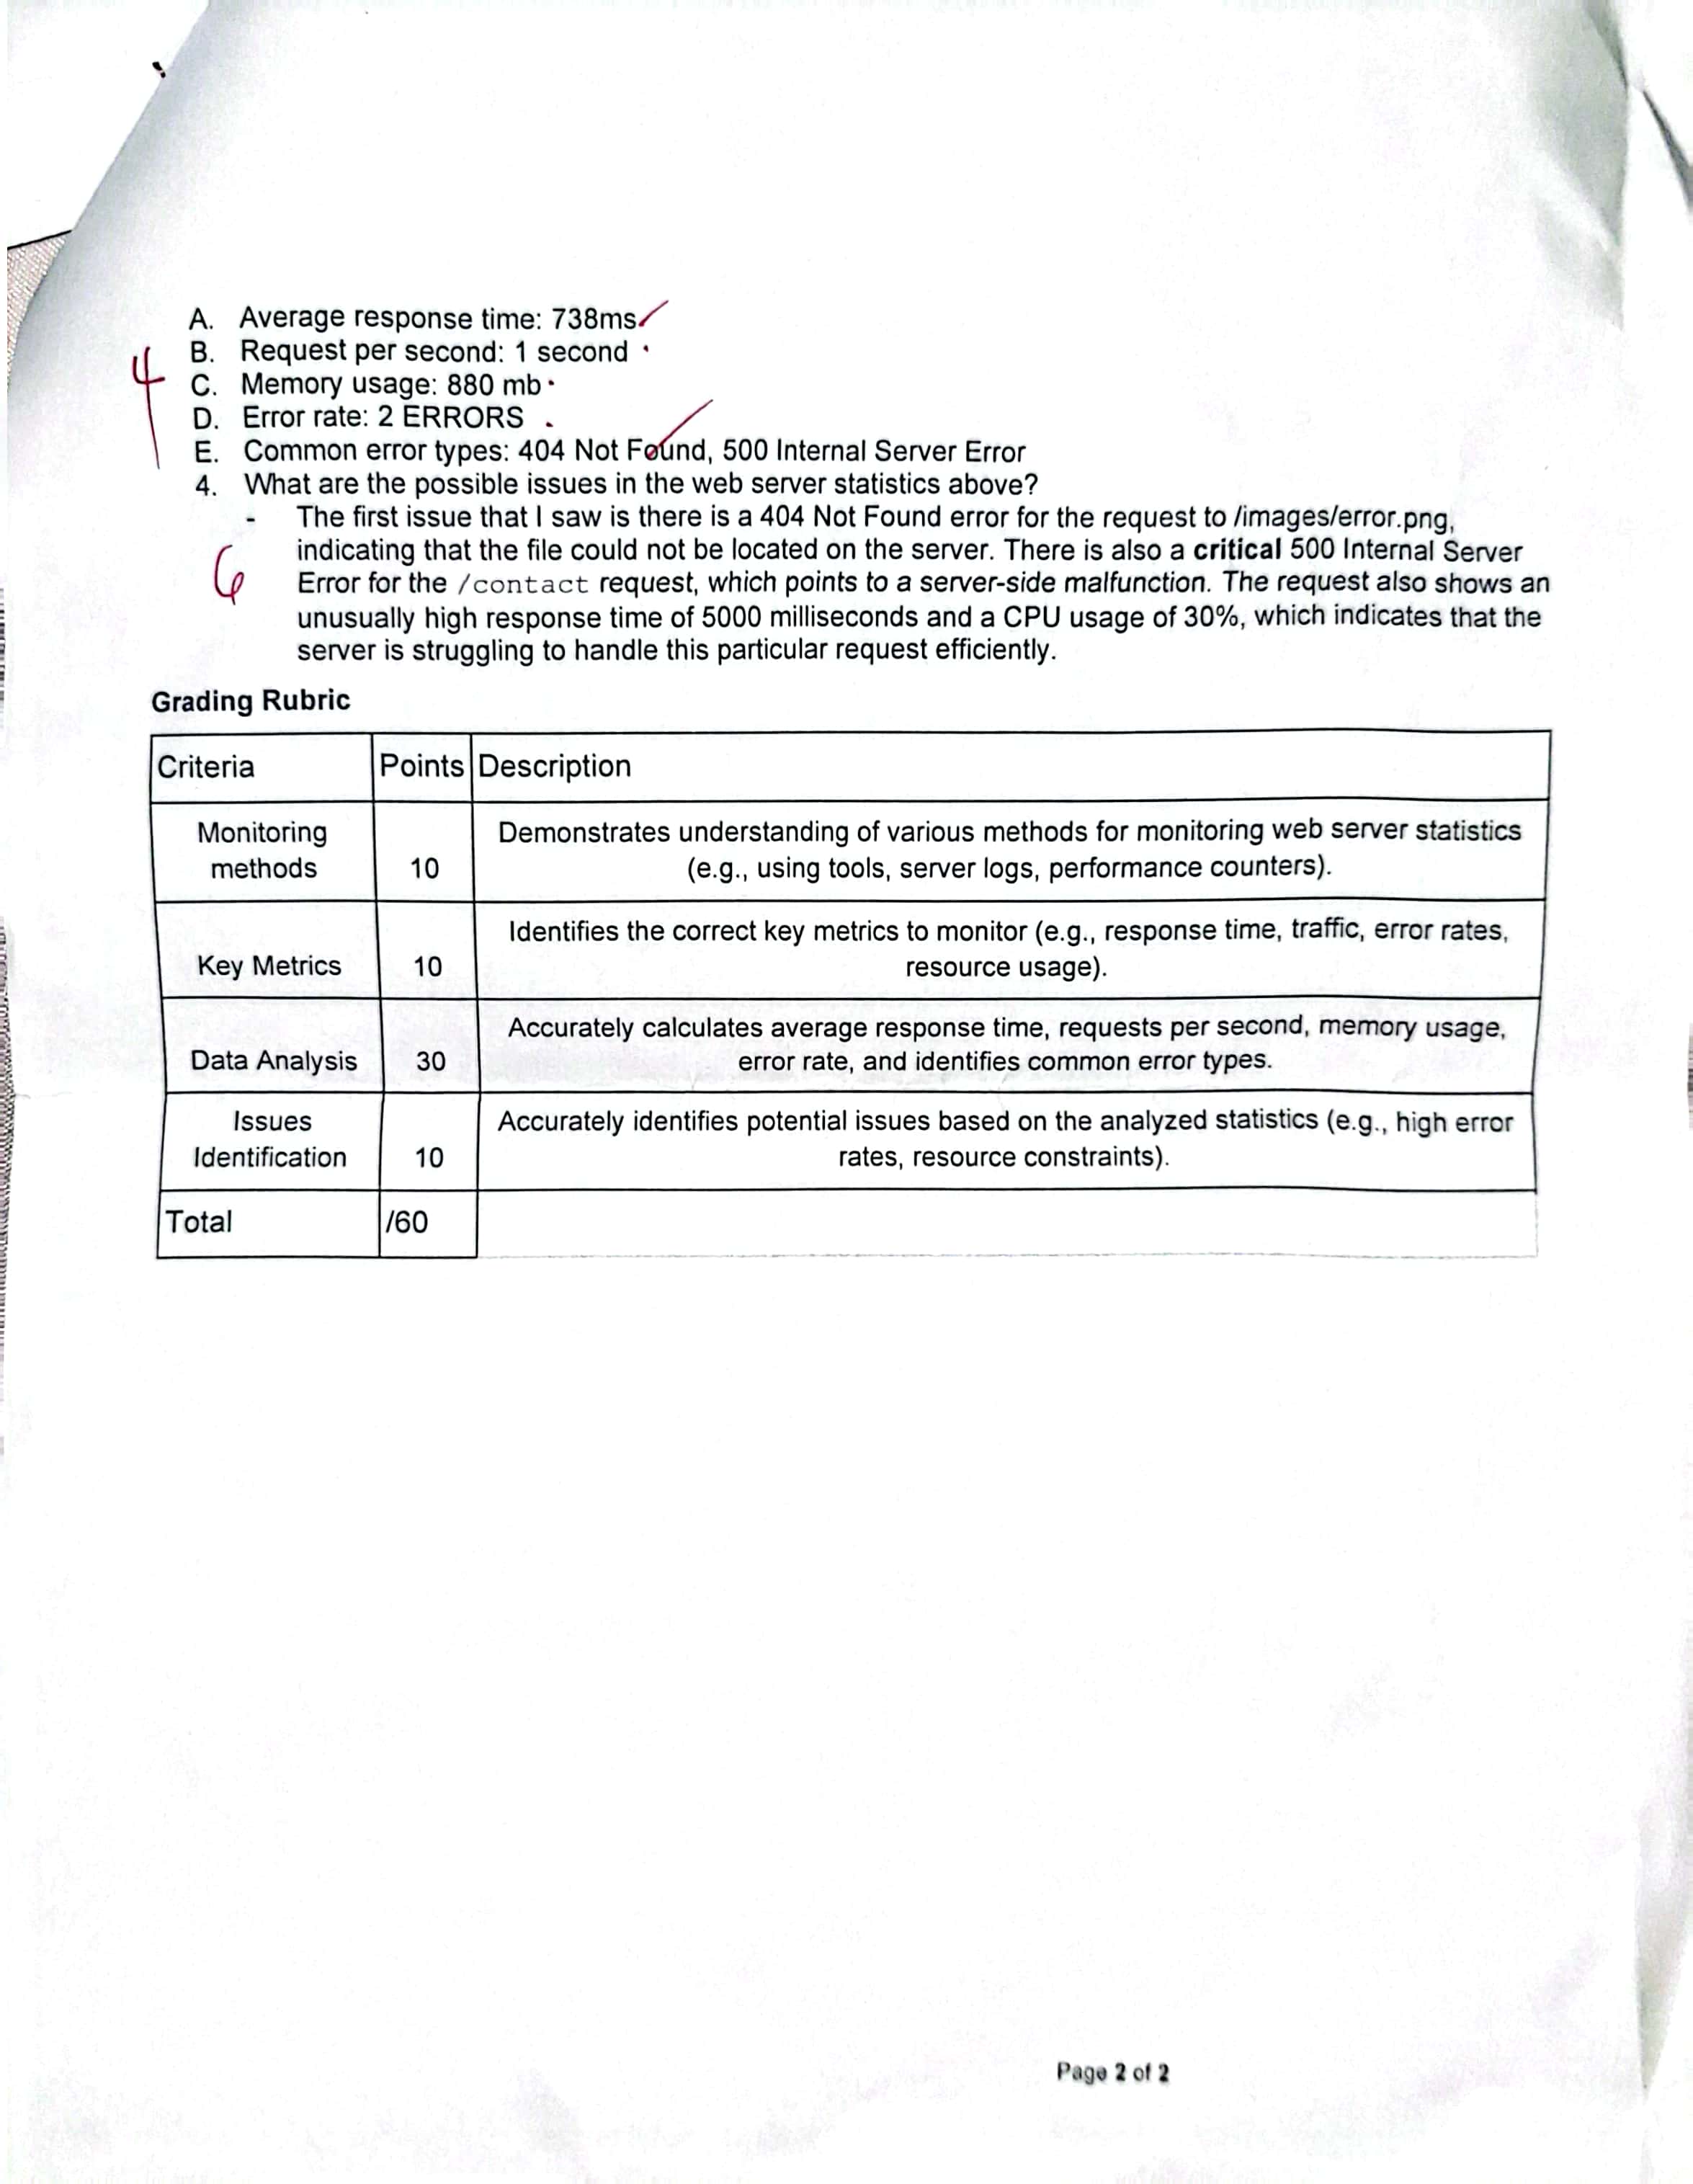 A. Average response time: 738ms
B. Request per second: 1 second
4
C. Memory usage: 880 mb
D. Error rate: 2 ERRORS
E. Common error types: 404 Not Found, 500 Internal Server Error
4. What are the possible issues in the web server statistics above?
- The first issue that I saw is there is a 404 Not Found error for the request to /images/error.png,
indicating that the file could not be located on the server. There is also a critical 500 Internal Server
6
Error for the /contact request, which points to a server-side malfunction. The request also shows an
unusually high response time of 5000 milliseconds and a CPU usage of 30%, which indicates that the
server is struggling to handle this particular request efficiently.
Grading Rubric
Criteria Points Description
Monitoring
methods
10
Demonstrates understanding of various methods for monitoring web server statistics
(e.g., using tools, server logs, performance counters).
Key Metrics
10
Identifies the correct key metrics to monitor (e.g., response time, traffic, error rates,
resource usage).
Data Analysis
30
Accurately calculates average response time, requests per second, memory usage,
error rate, and identifies common error types.
Issues
Identification
10
Accurately identifies potential issues based on the analyzed statistics (e.g., high error
rates, resource constraints).
Total /60
Page 2 of 2